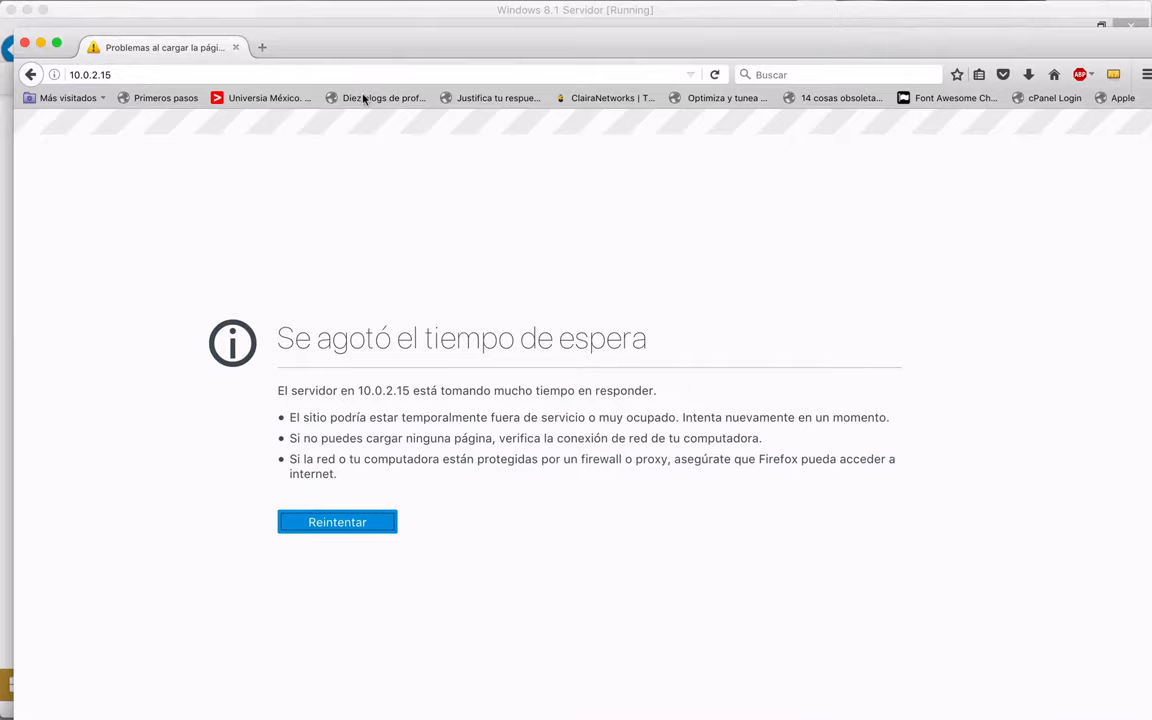 Windows 8.1 Servidor [Running]
Problemas al cargar la pági...
10.0.2.15
Buscar
ABP
Más visitados
Primeros pasos
Universia México. ...
Diez blogs de prof...
Justifica tu respue...
ClairaNetworks | T...
Optimiza y tunea ...
14 cosas obsoleta...
Font Awesome Ch...
cPanel Login
Apple
Se agotó el tiempo de espera
El servidor en 10.0.2.15 está tomando mucho tiempo en responder.
El sitio podría estar temporalmente fuera de servicio o muy ocupado. Intenta nuevamente en un momento.
Si no puedes cargar ninguna página, verifica la conexión de red de tu computadora.
Si la red o tu computadora están protegidas por un firewall o proxy, asegúrate que Firefox pueda acceder a
internet.
Reintentar